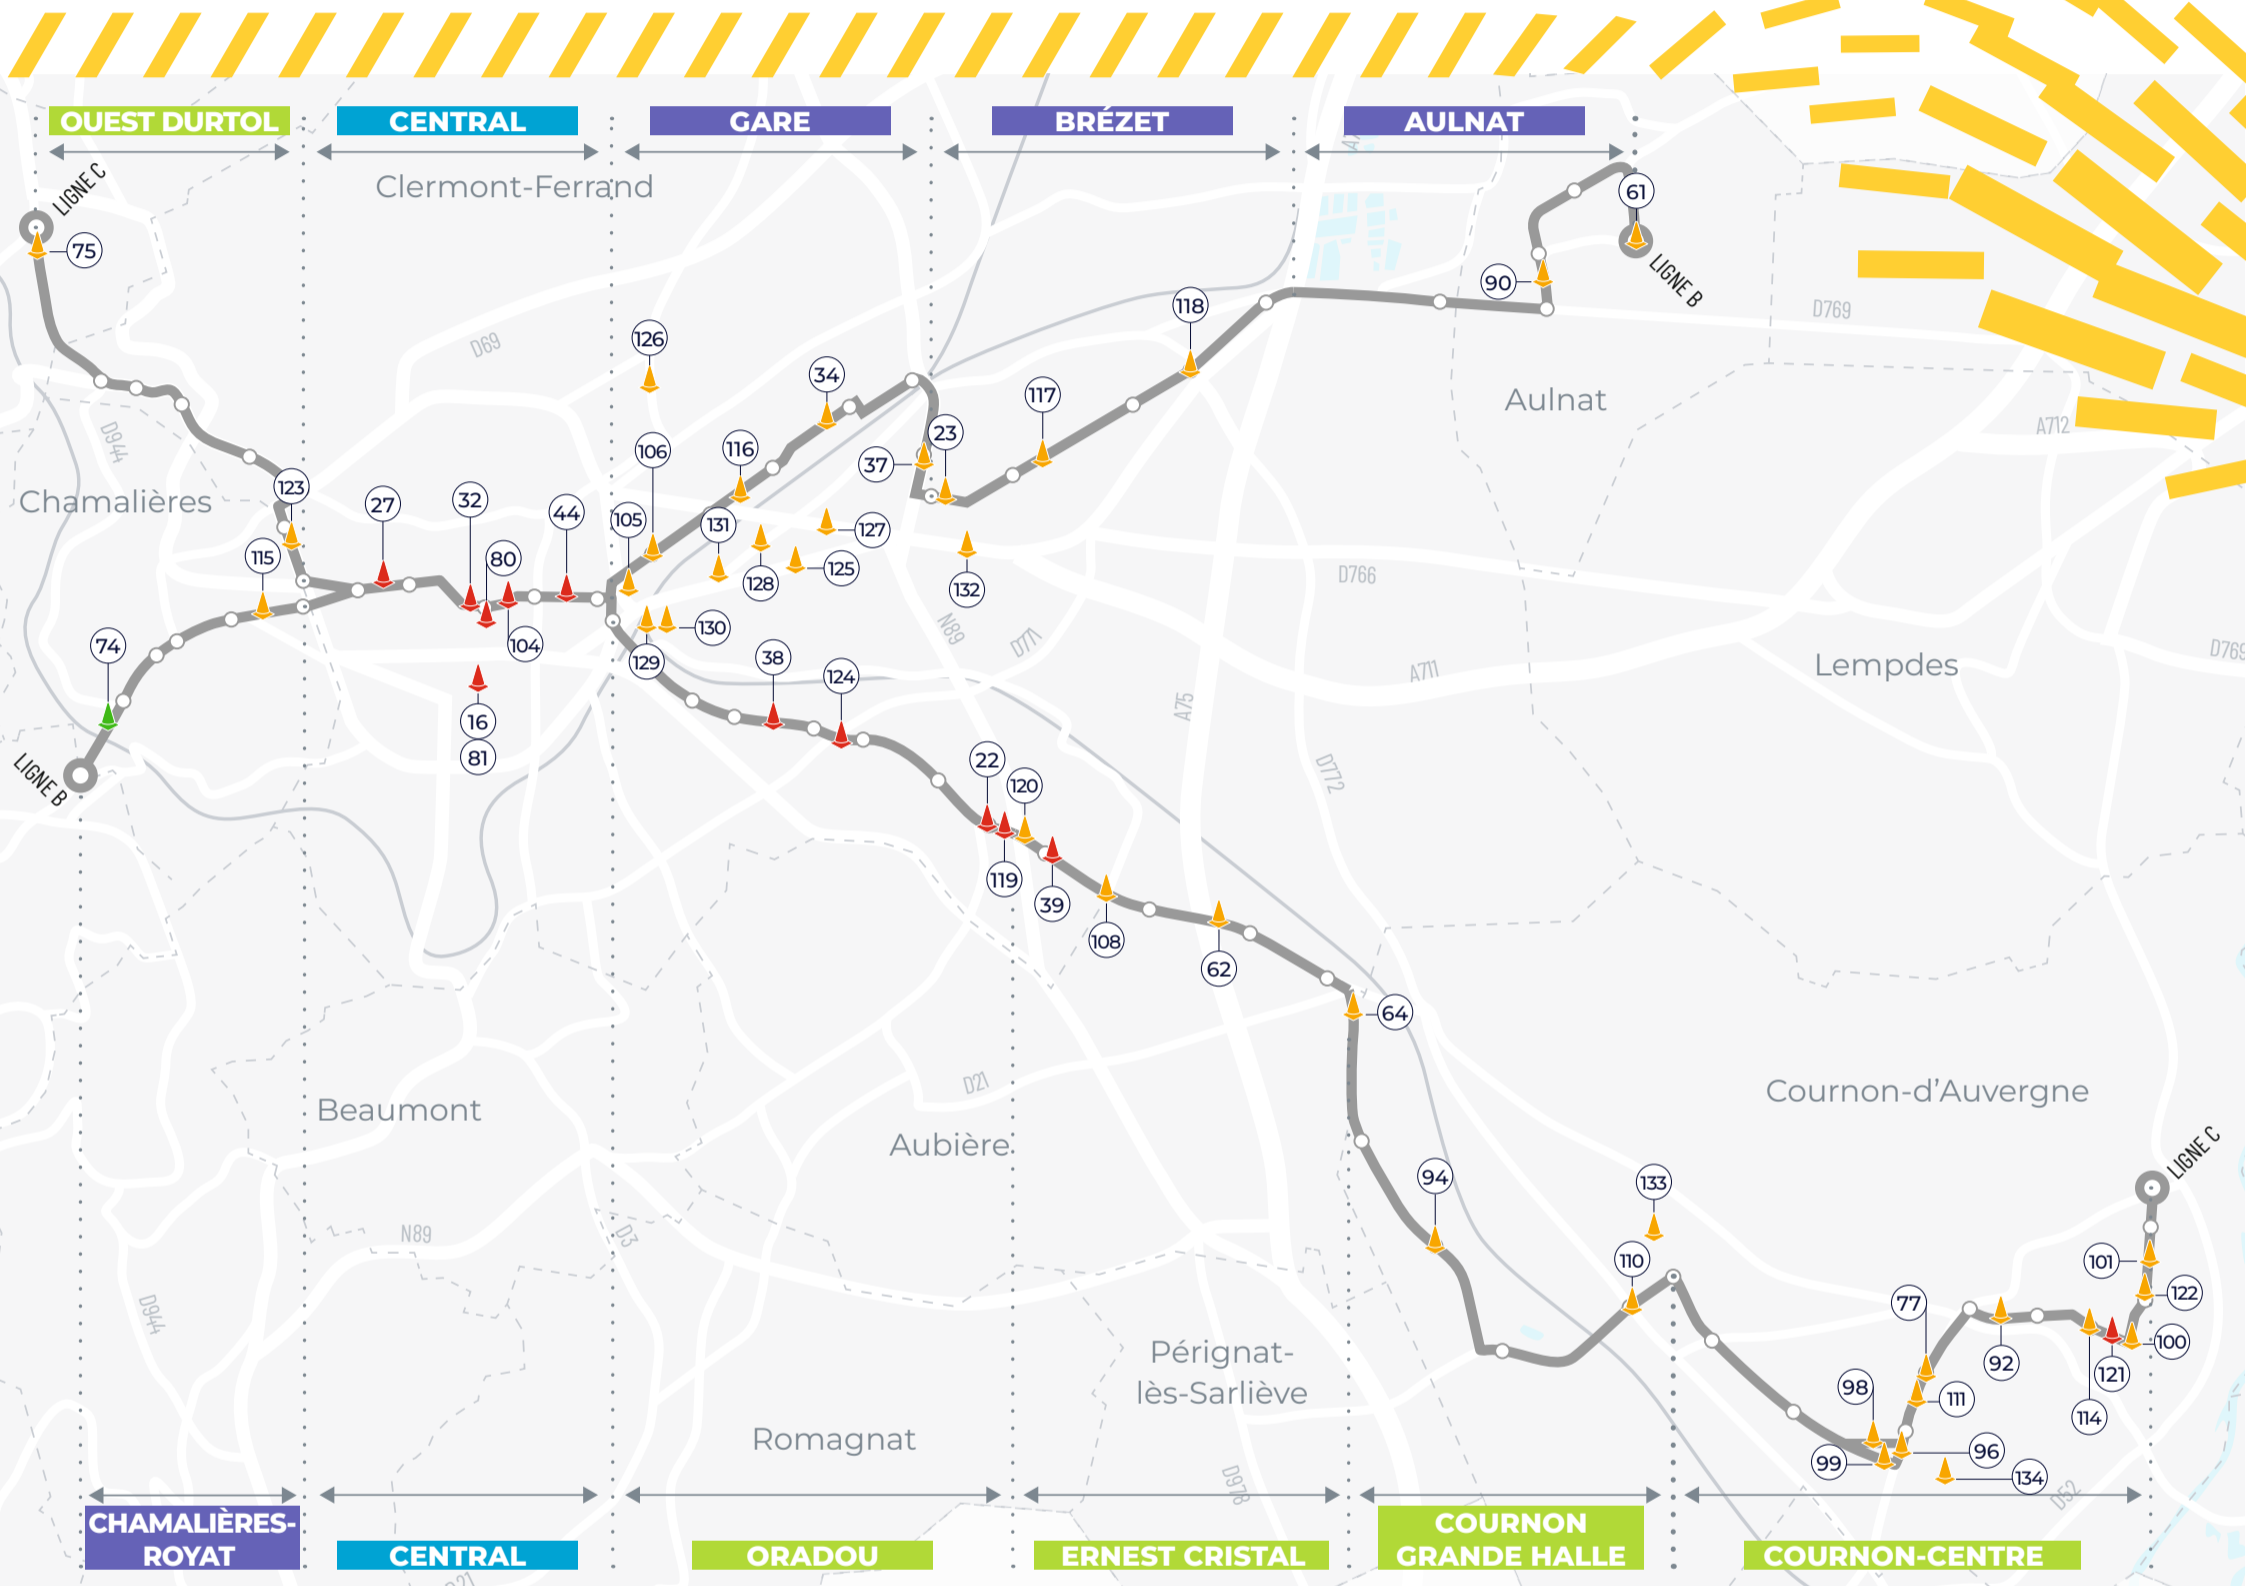 OUEST DURTOL
CENTRAL
GARE
BRÉZET
AULNAT
LIGNE C
Clermont-Ferrand
61
75
LIGNE B
90
118
D769
126
D69
34
117
Aulnat
A712
D944
106
116
23
37
Chamalières
123
27
32
44
105
131
127
115
80
128
125
132
D766
74
104
130
N89
D771
129
38
124
A711
Lempdes
D769
16
81
A75
LIGNE B
22
120
D772
119
39
108
62
64
D21
Cournon-d'Auvergne
Beaumont
Aubière
LIGNE C
94
133
N89
D3
110
101
122
77
D944
Pérignat-
lès-Sarliève
100
92
121
98
111
114
Romagnat
99
96
134
D978
D52
CHAMALIÈRES-
ROYAT
CENTRAL
ORADOU
ERNEST CRISTAL
COURNON
GRANDE HALLE
COURNON-CENTRE
D21